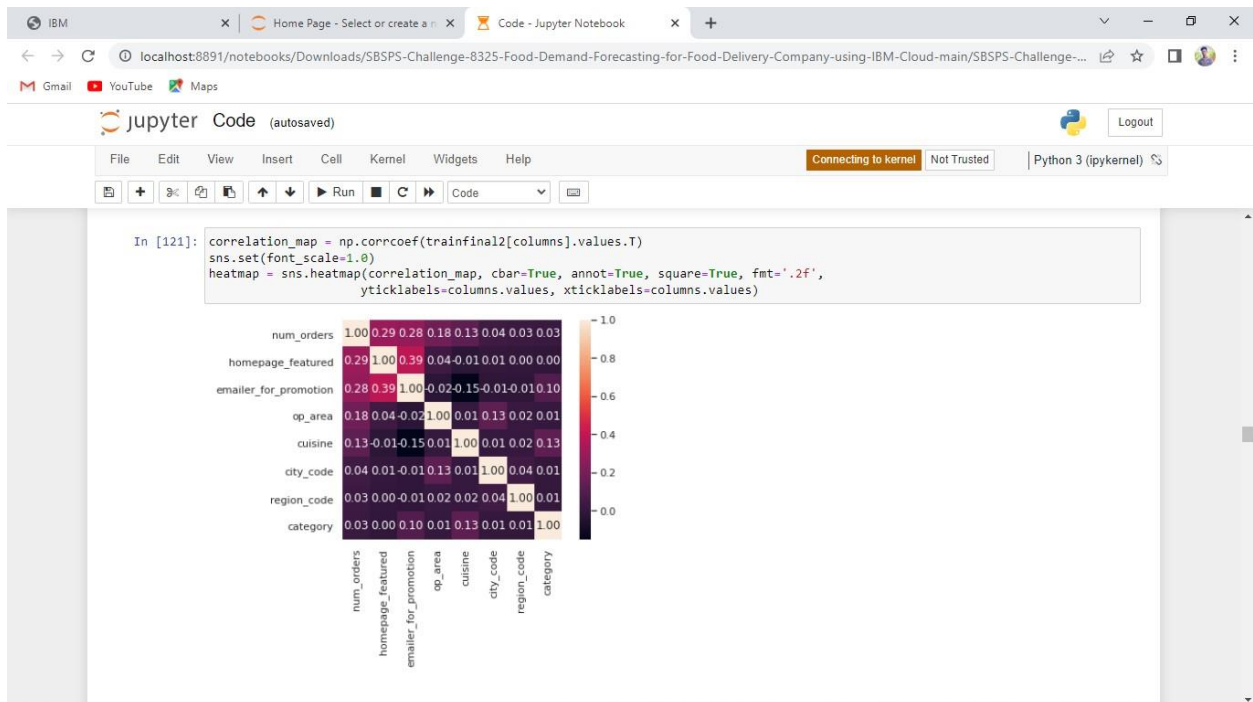 IBM
Home Page - Select or create a n
Code - Jupyter Notebook
localhost:8891/notebooks/Downloads/SBSPS-Challenge-8325-Food-Demand-Forecasting-for-Food-Delivery-Company-using-IBM-Cloud-main/SBSPS-Challenge-...
Gmail YouTube Maps
jupyter Code (autosaved) Logout
File Edit View Insert Cell Kernel Widgets Help Connecting to kernel Not Trusted Python 3 (ipykernel)
Run Code
In [121]: correlation_map = np.corrcoef(trainfinal2[columns].values.T)
sns.set(font_scale=1.0)
heatmap = sns.heatmap(correlation_map, cbar=True, annot=True, square=True, fmt='.2f',
yticklabels=columns.values, xticklabels=columns.values)
num_orders 1.00 0.29 0.28 0.18 0.13 0.04 0.03 0.03
homepage_featured 0.29 1.00 0.39 0.04 -0.01 0.01 0.00 0.00
emailer_for_promotion 0.28 0.39 1.00 -0.02 -0.15 -0.01 -0.01 0.10
op_area 0.18 0.04 -0.02 1.00 0.01 0.13 0.02 0.01
cuisine 0.13 -0.01 -0.15 0.01 1.00 0.01 0.02 0.13
city_code 0.04 0.01 -0.01 0.13 0.01 1.00 0.04 0.01
region_code 0.03 0.00 -0.01 0.02 0.02 0.04 1.00 0.01
category 0.03 0.00 0.10 0.01 0.13 0.01 0.01 1.00
1.0
0.8
0.6
0.4
0.2
0.0
num_orders
homepage_featured
emailer_for_promotion
op_area
cuisine
city_code
region_code
category